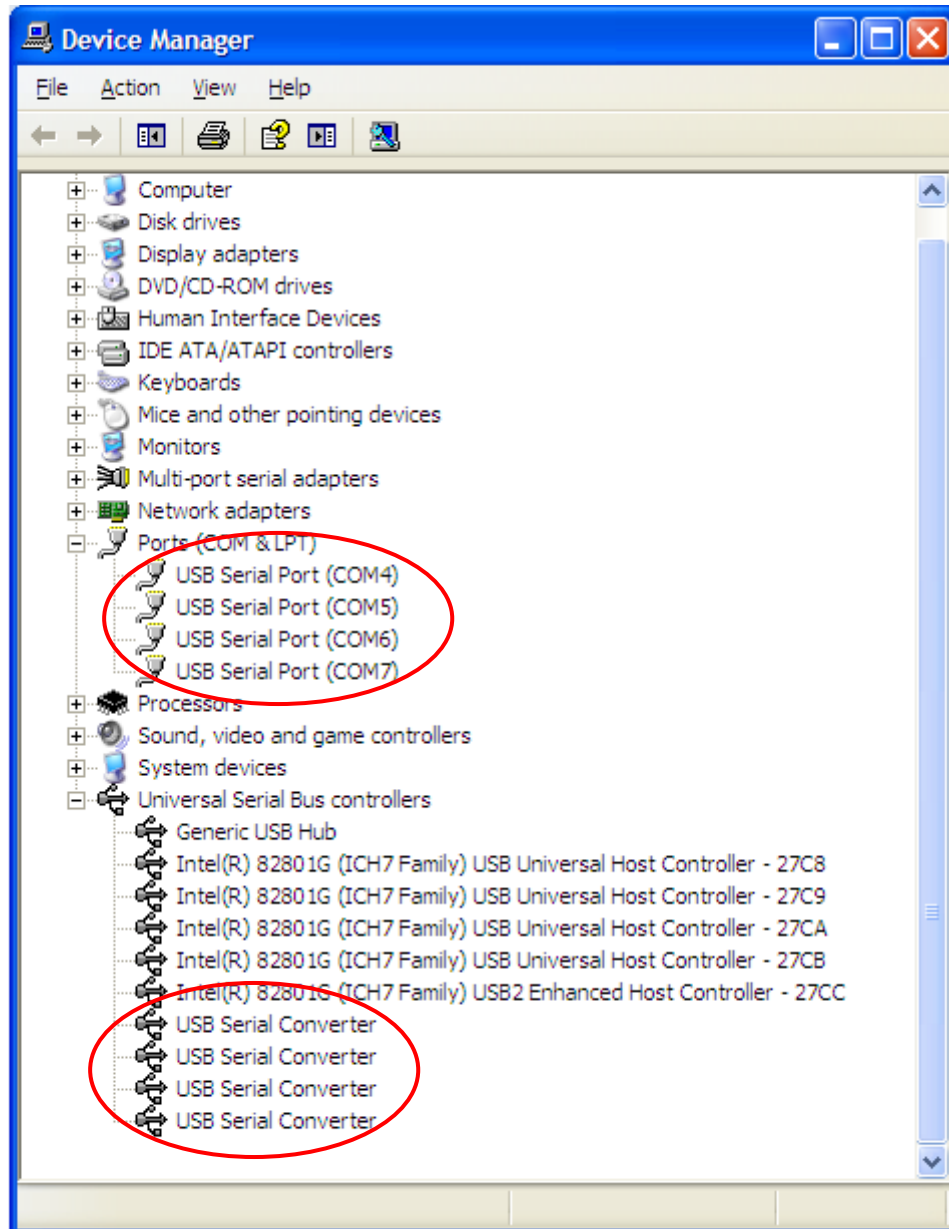 Device Manager
File Action View Help
Computer
Disk drives
Display adapters
DVD/CD-ROM drives
Human Interface Devices
IDE ATA/ATAPI controllers
Keyboards
Mice and other pointing devices
Monitors
Multi-port serial adapters
Network adapters
Ports (COM & LPT)
USB Serial Port (COM4)
USB Serial Port (COM5)
USB Serial Port (COM6)
USB Serial Port (COM7)
Processors
Sound, video and game controllers
System devices
Universal Serial Bus controllers
Generic USB Hub
Intel(R) 82801G (ICH7 Family) USB Universal Host Controller - 27C8
Intel(R) 82801G (ICH7 Family) USB Universal Host Controller - 27C9
Intel(R) 82801G (ICH7 Family) USB Universal Host Controller - 27CA
Intel(R) 82801G (ICH7 Family) USB Universal Host Controller - 27CB
Intel(R) 82801G (ICH7 Family) USB2 Enhanced Host Controller - 27CC
USB Serial Converter
USB Serial Converter
USB Serial Converter
USB Serial Converter